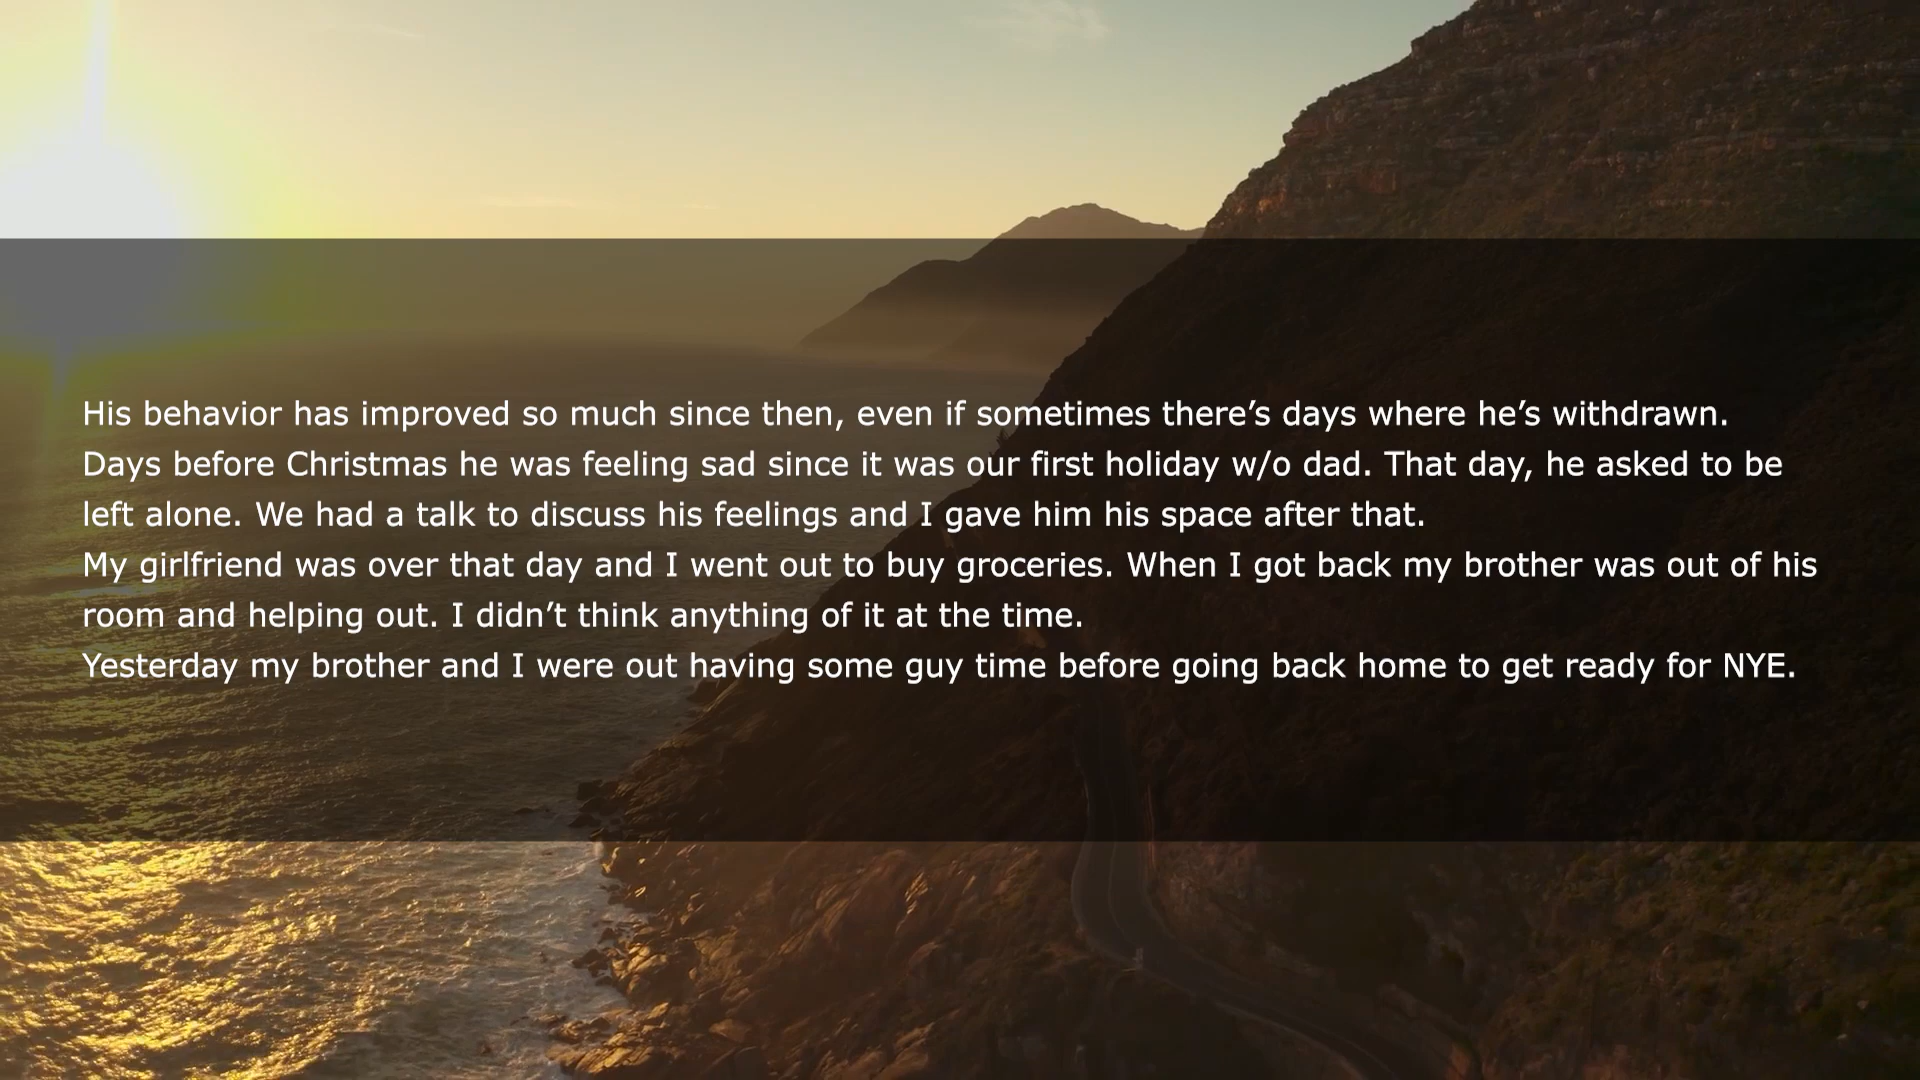 His behavior has improved so much since then, even if sometimes there’s days where he’s withdrawn.
Days before Christmas he was feeling sad since it was our first holiday w/o dad. That day, he asked to be
left alone. We had a talk to discuss his feelings and I gave him his space after that.
My girlfriend was over that day and I went out to buy groceries. When I got back my brother was out of his
room and helping out. I didn’t think anything of it at the time.
Yesterday my brother and I were out having some guy time before going back home to get ready for NYE.